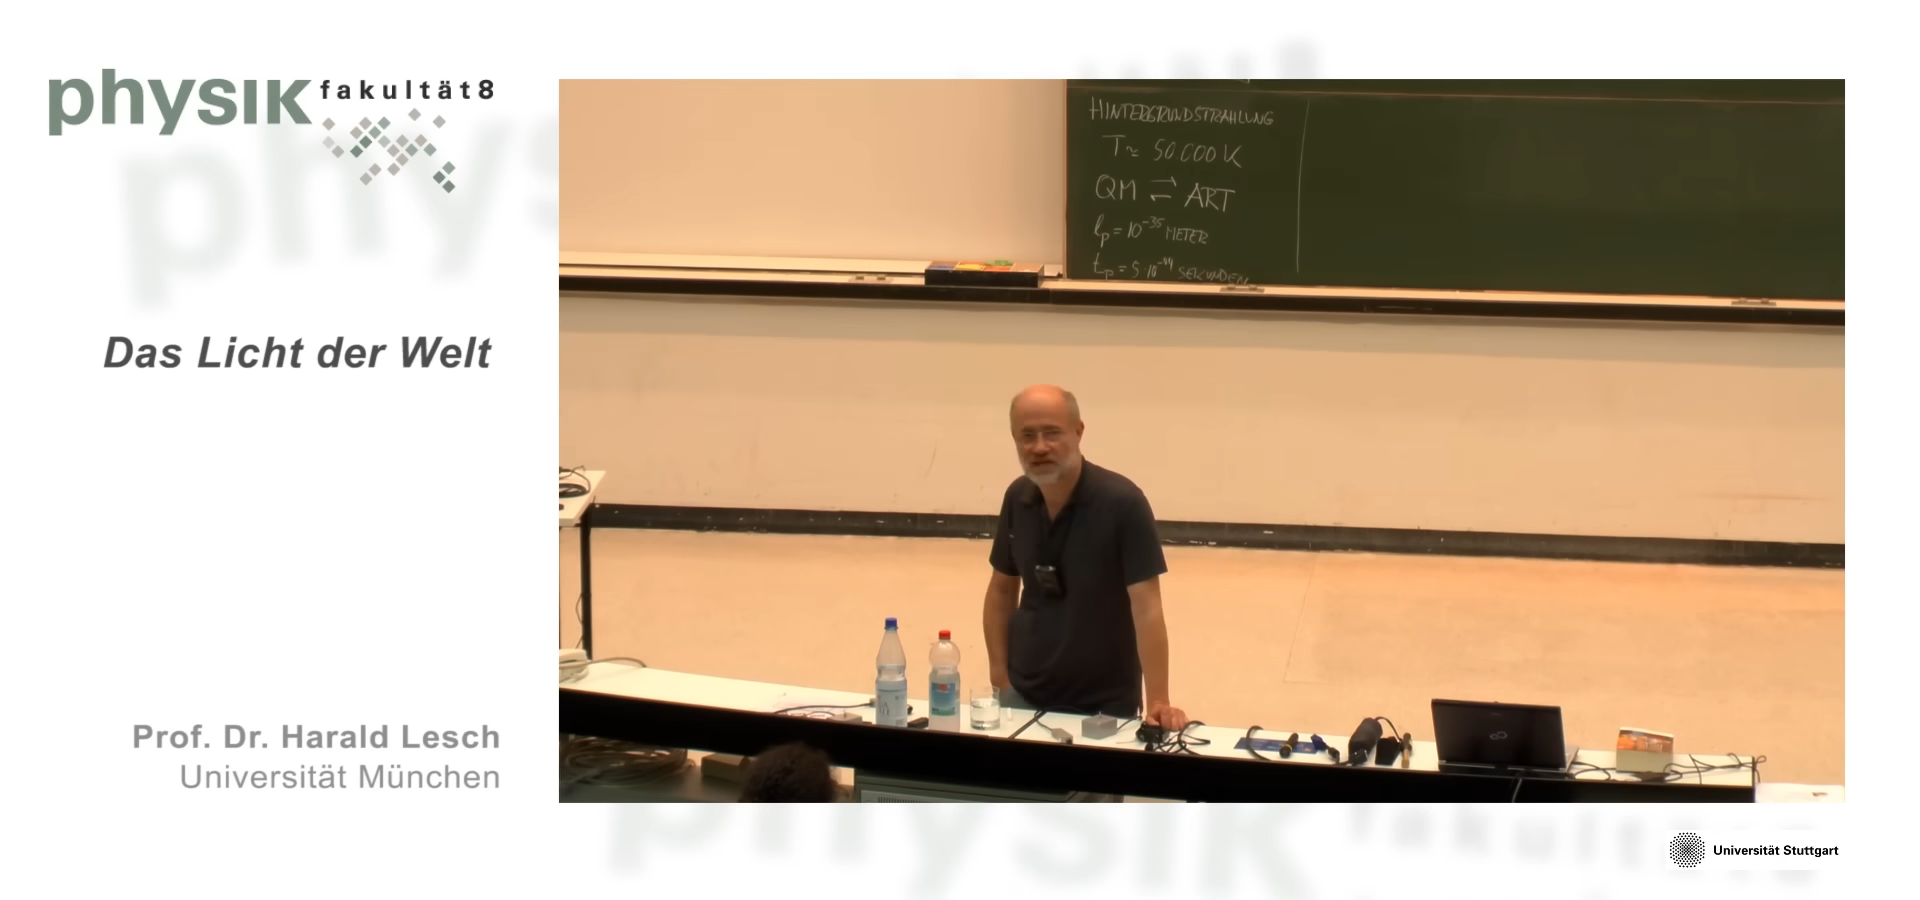 physik fakultät8
Das Licht der Welt
Prof. Dr. Harald Lesch
Universität München
HINTERGRUNDSTRAHLUNG
T ≈ 50.000 K
QM ⇌ ART
lp = 10⁻³⁵ METER
tp = 5 10⁻⁴⁴ SEKUNDEN
Universität Stuttgart